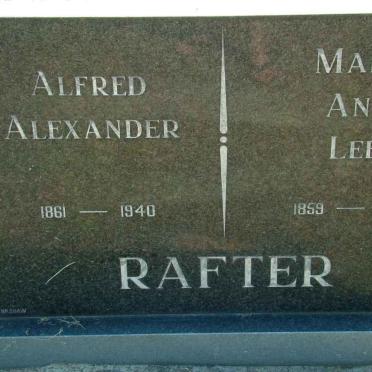 ALFRED
ALEXANDER
1861 — 1940
1859 —
RAFTER